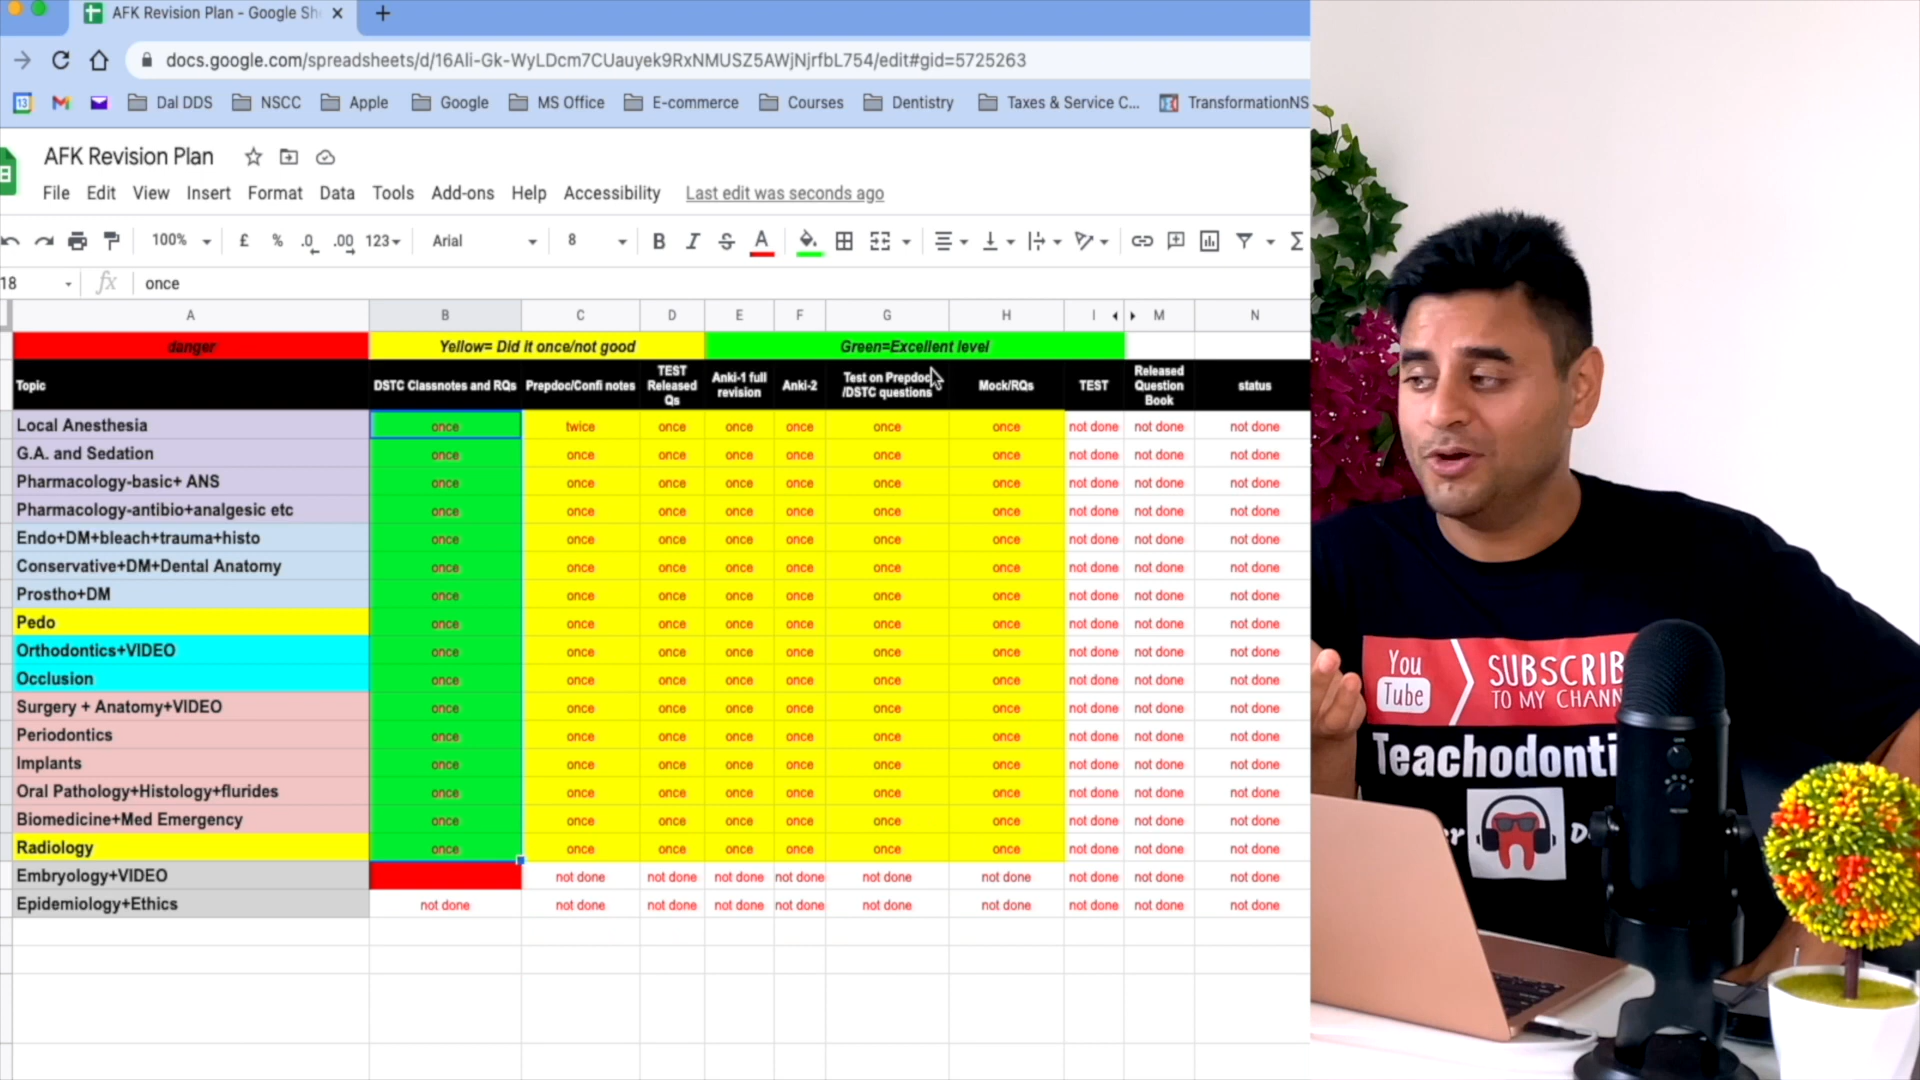 AFK Revision Plan - Google Sh
docs.google.com/spreadsheets/d/16Ali-Gk-WyLDcm7CUauyek9RxNMUSZ5AWjNjrfbL754/edit#gid=5725263
Dal DDS NSCC Apple Google MS Office E-commerce Courses Dentistry Taxes & Service C... TransformationNS
AFK Revision Plan
File Edit View Insert Format Data Tools Add-ons Help Accessibility Last edit was seconds ago
100% £ % .0 .00 123 Arial 8 B I S A Σ
18 fx once
A B C D E F G H I M N
danger Yellow= Did it once/not good Green=Excellent level
Topic DSTC Classnotes and RQs Prepdoc/Confi notes TEST Released Qs Anki-1 full revision Anki-2 Test on Prepdoc /DSTC questions Mock/RQs TEST Released Question Book status
Local Anesthesia once twice once once once once once not done not done not done
G.A. and Sedation once once once once once once once not done not done not done
Pharmacology-basic+ ANS once once once once once once once not done not done not done
Pharmacology-antibio+analgesic etc once once once once once once once not done not done not done
Endo+DM+bleach+trauma+histo once once once once once once once not done not done not done
Conservative+DM+Dental Anatomy once once once once once once once not done not done not done
Prostho+DM once once once once once once once not done not done not done
Pedo once once once once once once once not done not done not done
Orthodontics+VIDEO once once once once once once once not done not done not done
Occlusion once once once once once once once not done not done not done
Surgery + Anatomy+VIDEO once once once once once once once not done not done not done
Periodontics once once once once once once once not done not done not done
Implants once once once once once once once not done not done not done
Oral Pathology+Histology+flurides once once once once once once once not done not done not done
Biomedicine+Med Emergency once once once once once once once not done not done not done
Radiology once once once once once once once not done not done not done
Embryology+VIDEO not done not done not done not done not done not done not done not done not done
Epidemiology+Ethics not done not done not done not done not done not done not done not done not done not done
You
Tube
SUBSCRIB
TO MY CHANN
Teachodonti